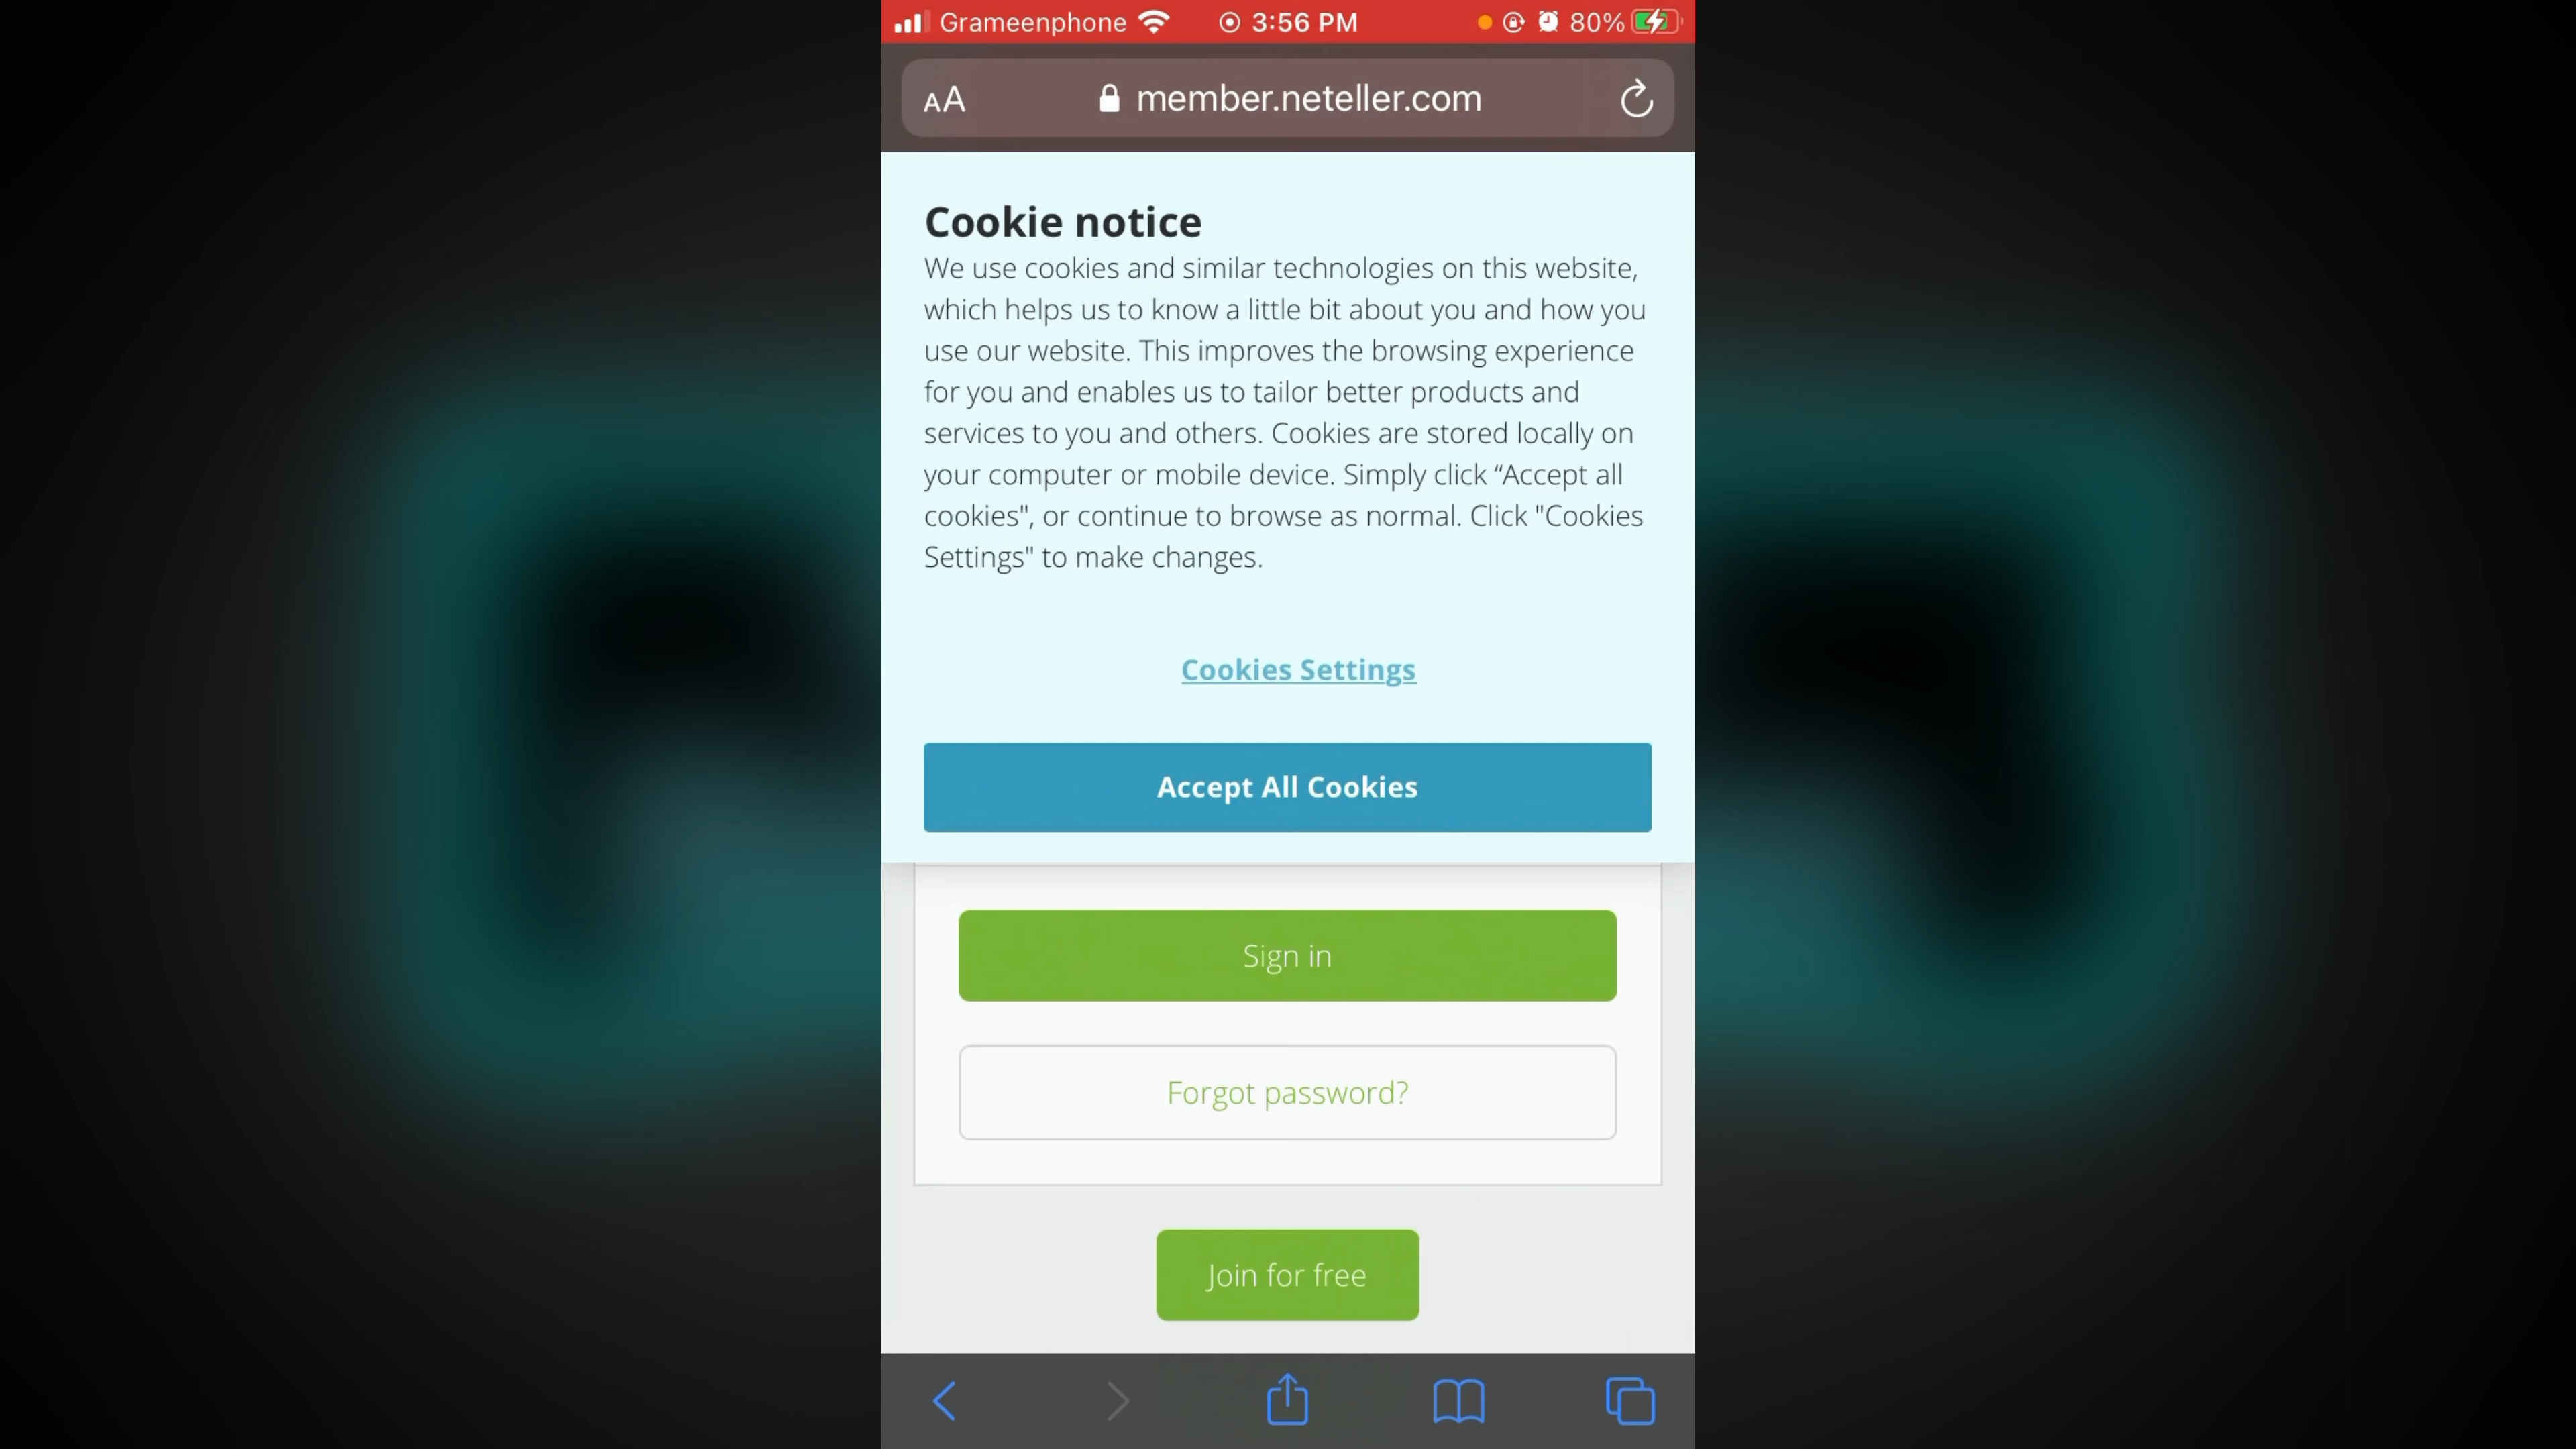 Grameenphone 3:56 PM 80%
AA member.neteller.com
Cookie notice
We use cookies and similar technologies on this website,
which helps us to know a little bit about you and how you
use our website. This improves the browsing experience
for you and enables us to tailor better products and
services to you and others. Cookies are stored locally on
your computer or mobile device. Simply click “Accept all
cookies", or continue to browse as normal. Click "Cookies
Settings" to make changes.
Cookies Settings
Accept All Cookies
Sign in
Forgot password?
Join for free